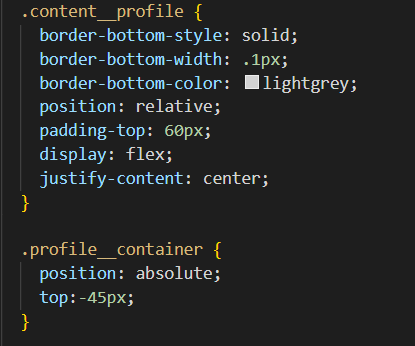 .content__profile {
border-bottom-style: solid;
border-bottom-width: .1px;
border-bottom-color: lightgrey;
position: relative;
padding-top: 60px;
display: flex;
justify-content: center;
}
.profile__container {
position: absolute;
top:-45px;
}